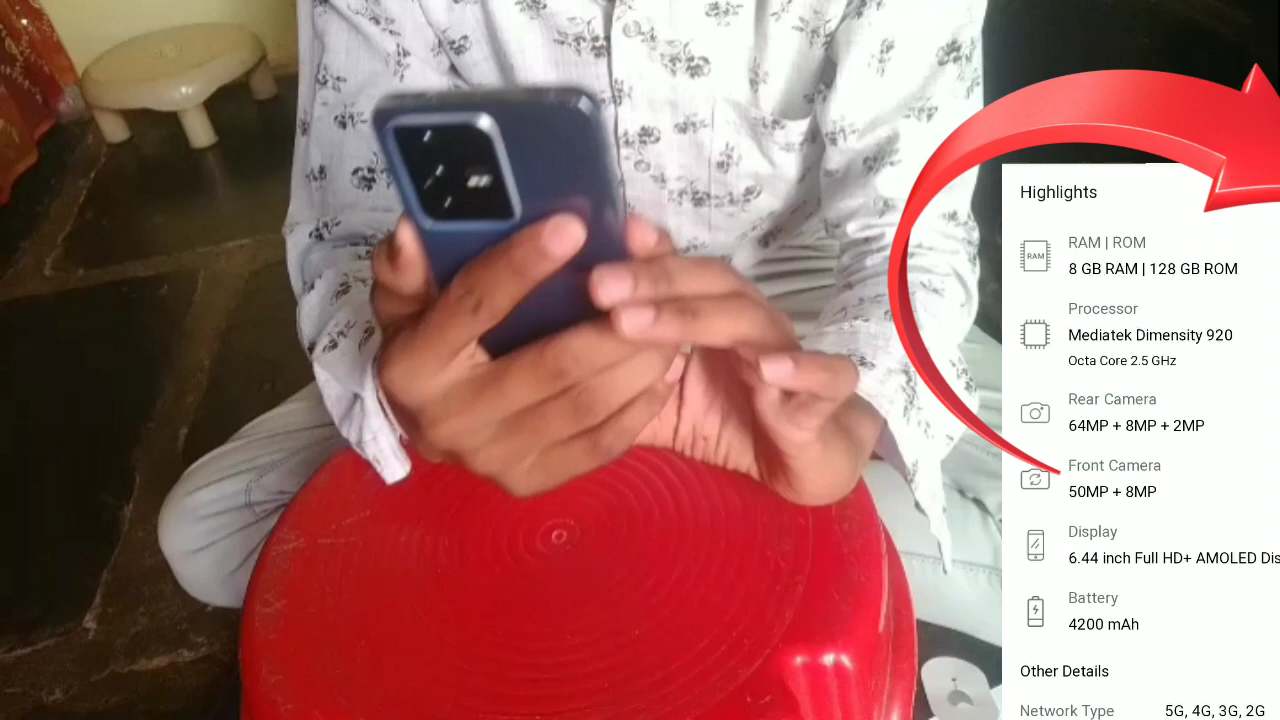 Highlights
RAM | ROM
RAM
8 GB RAM | 128 GB ROM
Processor
Mediatek Dimensity 920
Octa Core 2.5 GHz
Rear Camera
64MP + 8MP + 2MP
Front Camera
50MP + 8MP
Display
6.44 inch Full HD+ AMOLED Dis
Battery
4200 mAh
Other Details
Network Type 5G, 4G, 3G, 2G